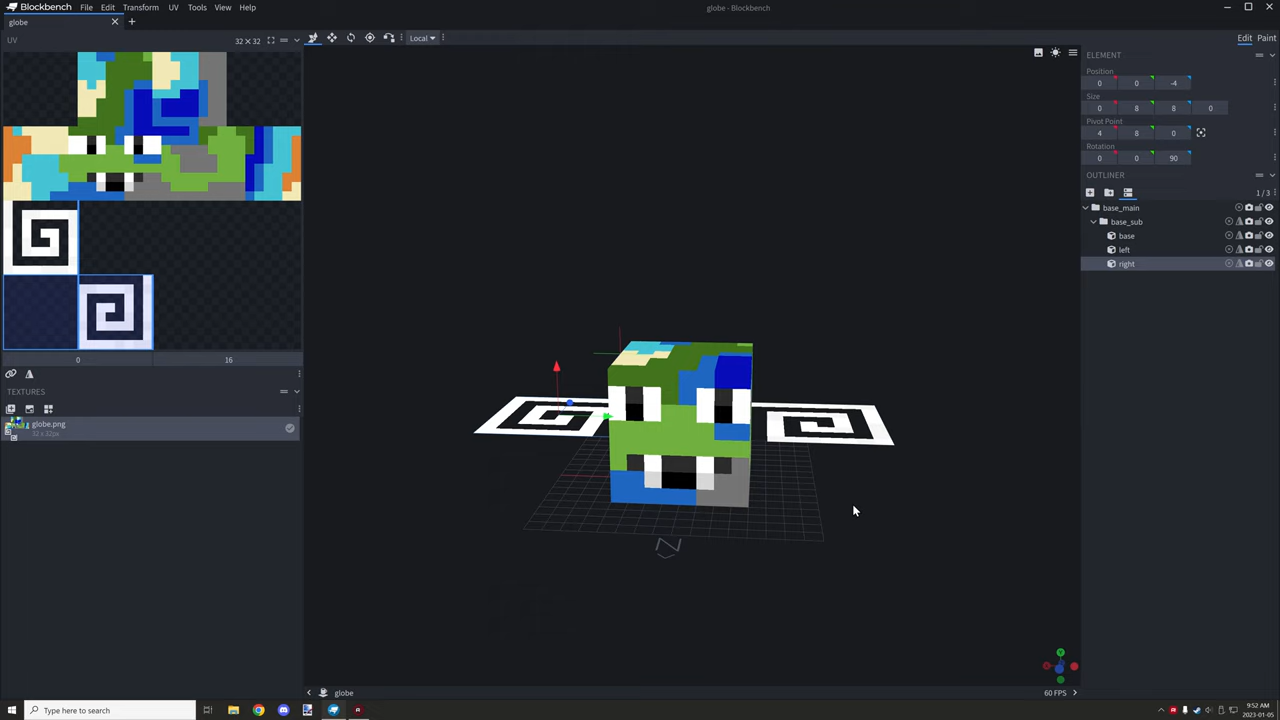 Blockbench File Edit Transform UV Tools View Help
globe - Blockbench
globe
UV
32 × 32
Local
Edit Paint
ELEMENT
Position
0 0 -4
Size
0 8 8 0
Pivot Point
4 8 0
Rotation
0 0 90
OUTLINER
1 / 3
base_main
base_sub
base
left
right
0 16
TEXTURES
globe.png
32 x 32px
globe
60 FPS
Type here to search
9:52 AM
2023-01-05